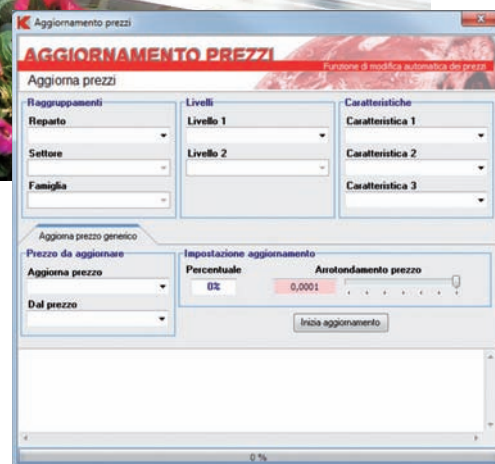 Aggiornamento prezzi
AGGIORNAMENTO PREZZI
Funzione di modifica automatica dei prezzi
Aggiorna prezzi
Raggruppamenti
Reparto
Settore
Famiglia
Livelli
Livello 1
Livello 2
Caratteristiche
Caratteristica 1
Caratteristica 2
Caratteristica 3
Aggiorna prezzo generico
Prezzo da aggiornare
Aggiorna prezzo
Dal prezzo
Impostazione aggiornamento
Percentuale
Arrotondamento prezzo
0%
0,0001
Inizia aggiornamento
0 %